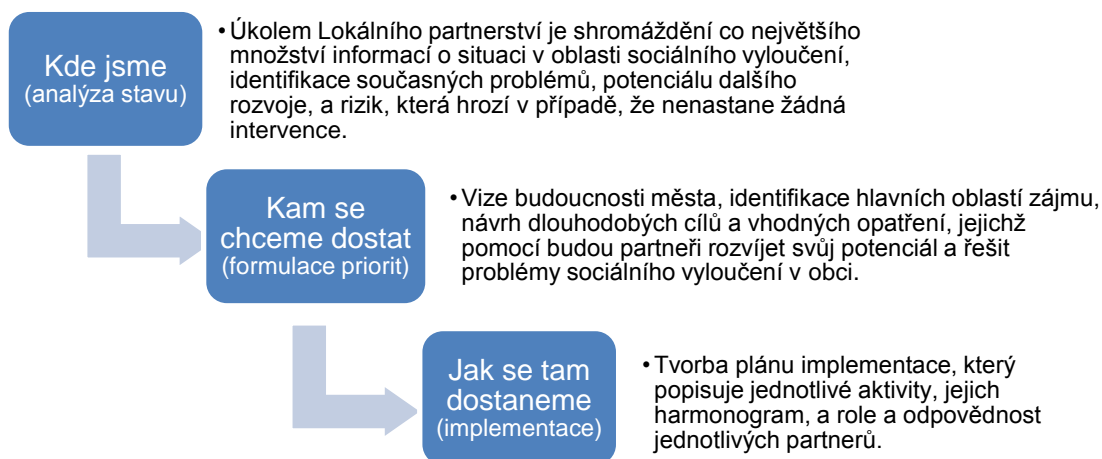 Kde jsme
(analýza stavu)
• Úkolem Lokálního partnerství je shromáždění co největšího
množství informací o situaci v oblasti sociálního vyloučení,
identifikace současných problémů, potenciálu dalšího
rozvoje, a rizik, která hrozí v případě, že nenastane žádná
intervence.
Kam se
chceme dostat
(formulace priorit)
• Vize budoucnosti města, identifikace hlavních oblastí zájmu,
návrh dlouhodobých cílů a vhodných opatření, jejichž
pomocí budou partneři rozvíjet svůj potenciál a řešit
problémy sociálního vyloučení v obci.
Jak se tam
dostaneme
(implementace)
• Tvorba plánu implementace, který
popisuje jednotlivé aktivity, jejich
harmonogram, a role a odpovědnost
jednotlivých partnerů.